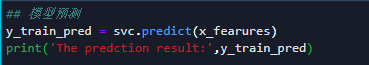 ## 模型预测
y_train_pred = svc.predict(x_fearures)
print('The predction result:',y_train_pred)